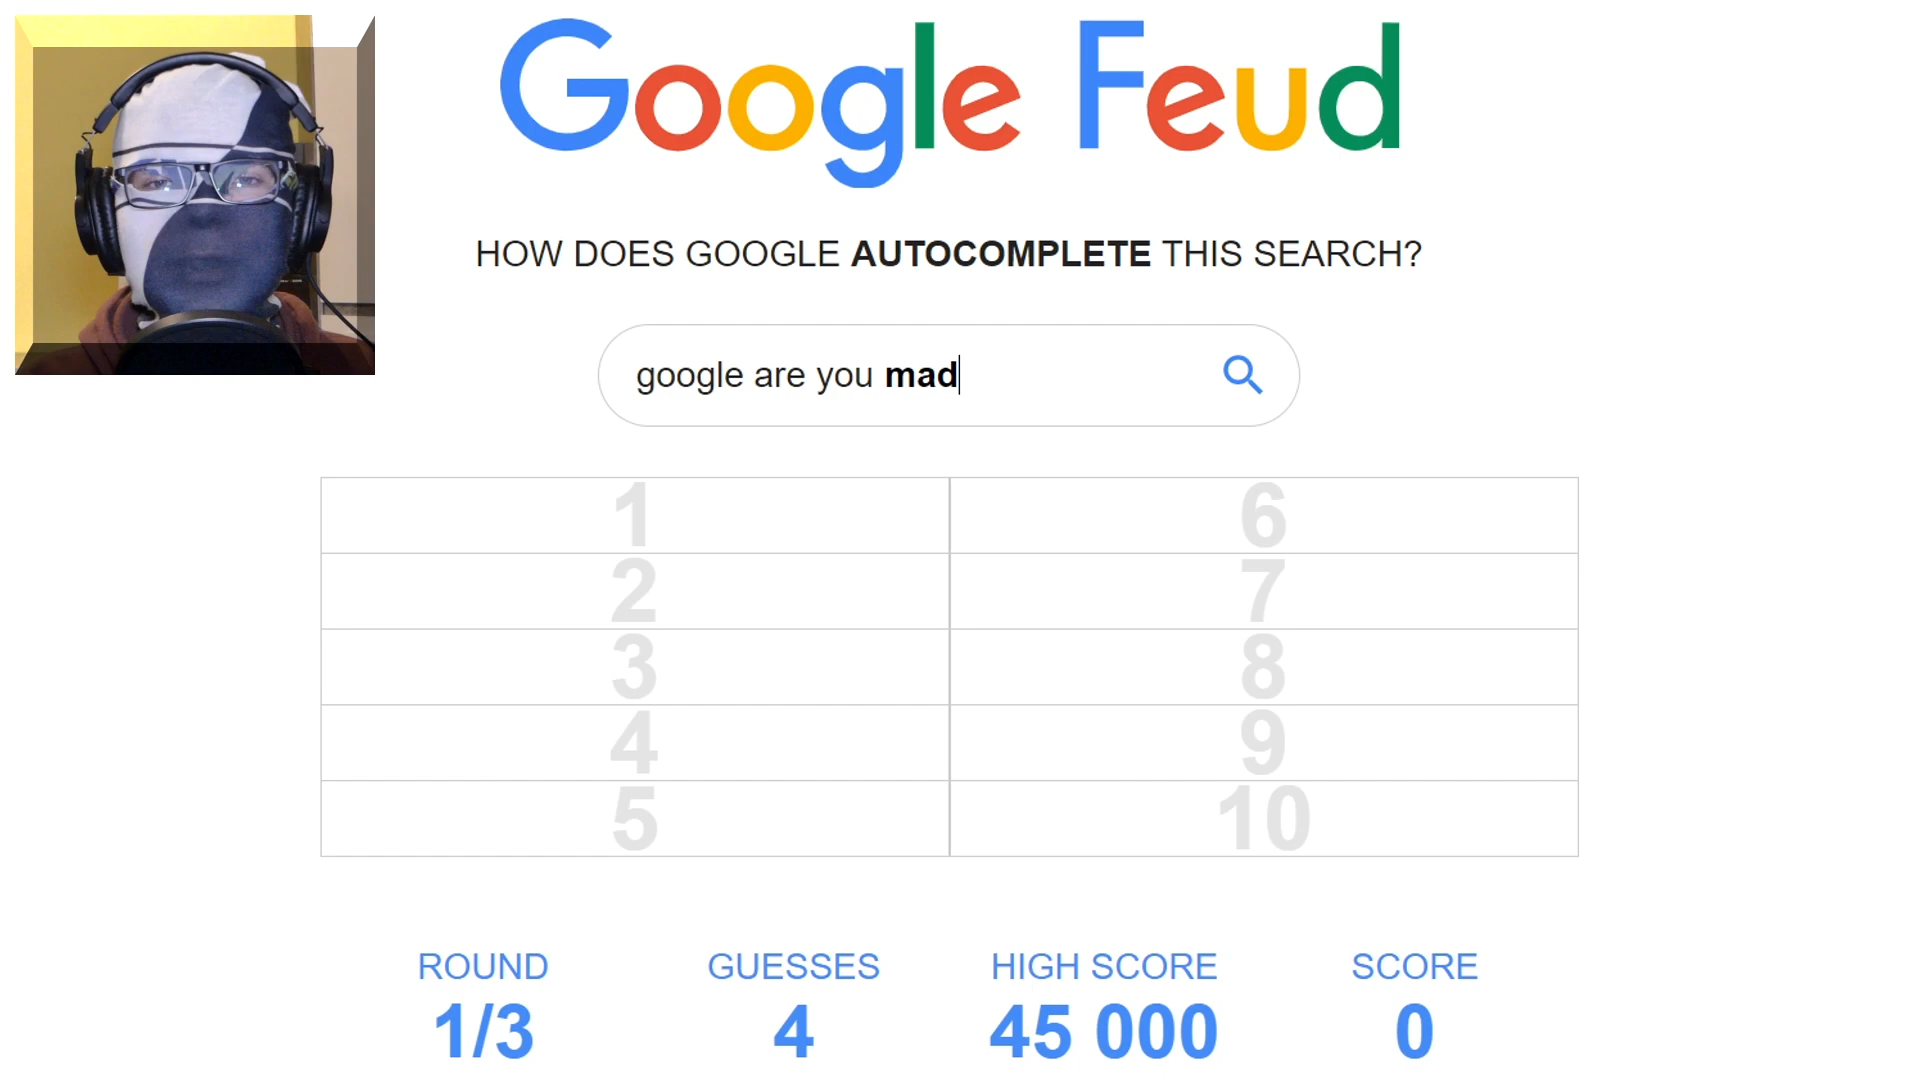 Google Feud
HOW DOES GOOGLE AUTOCOMPLETE THIS SEARCH?
google are you mad
1 6
2 7
3 8
4 9
5 10
ROUND GUESSES HIGH SCORE SCORE
1/3 4 45 000 0